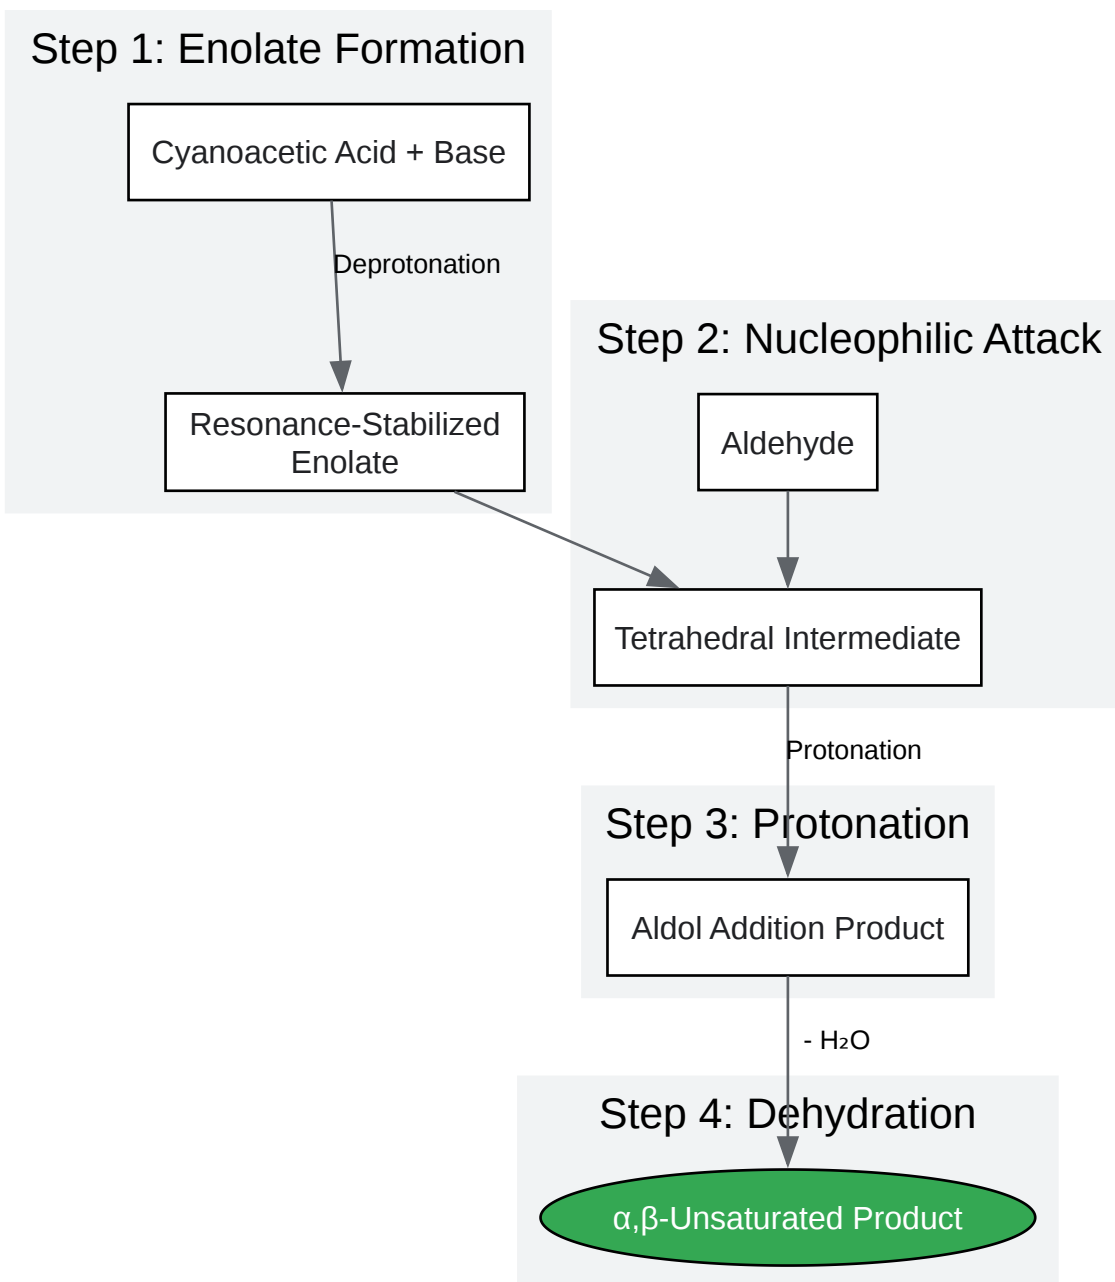 Step 1: Enolate Formation
Cyanoacetic Acid + Base
Deprotonation
Resonance-Stabilized
Enolate
Step 2: Nucleophilic Attack
Aldehyde
Tetrahedral Intermediate
Protonation
Step 3: Protonation
Aldol Addition Product
- H₂O
Step 4: Dehydration
α,β-Unsaturated Product